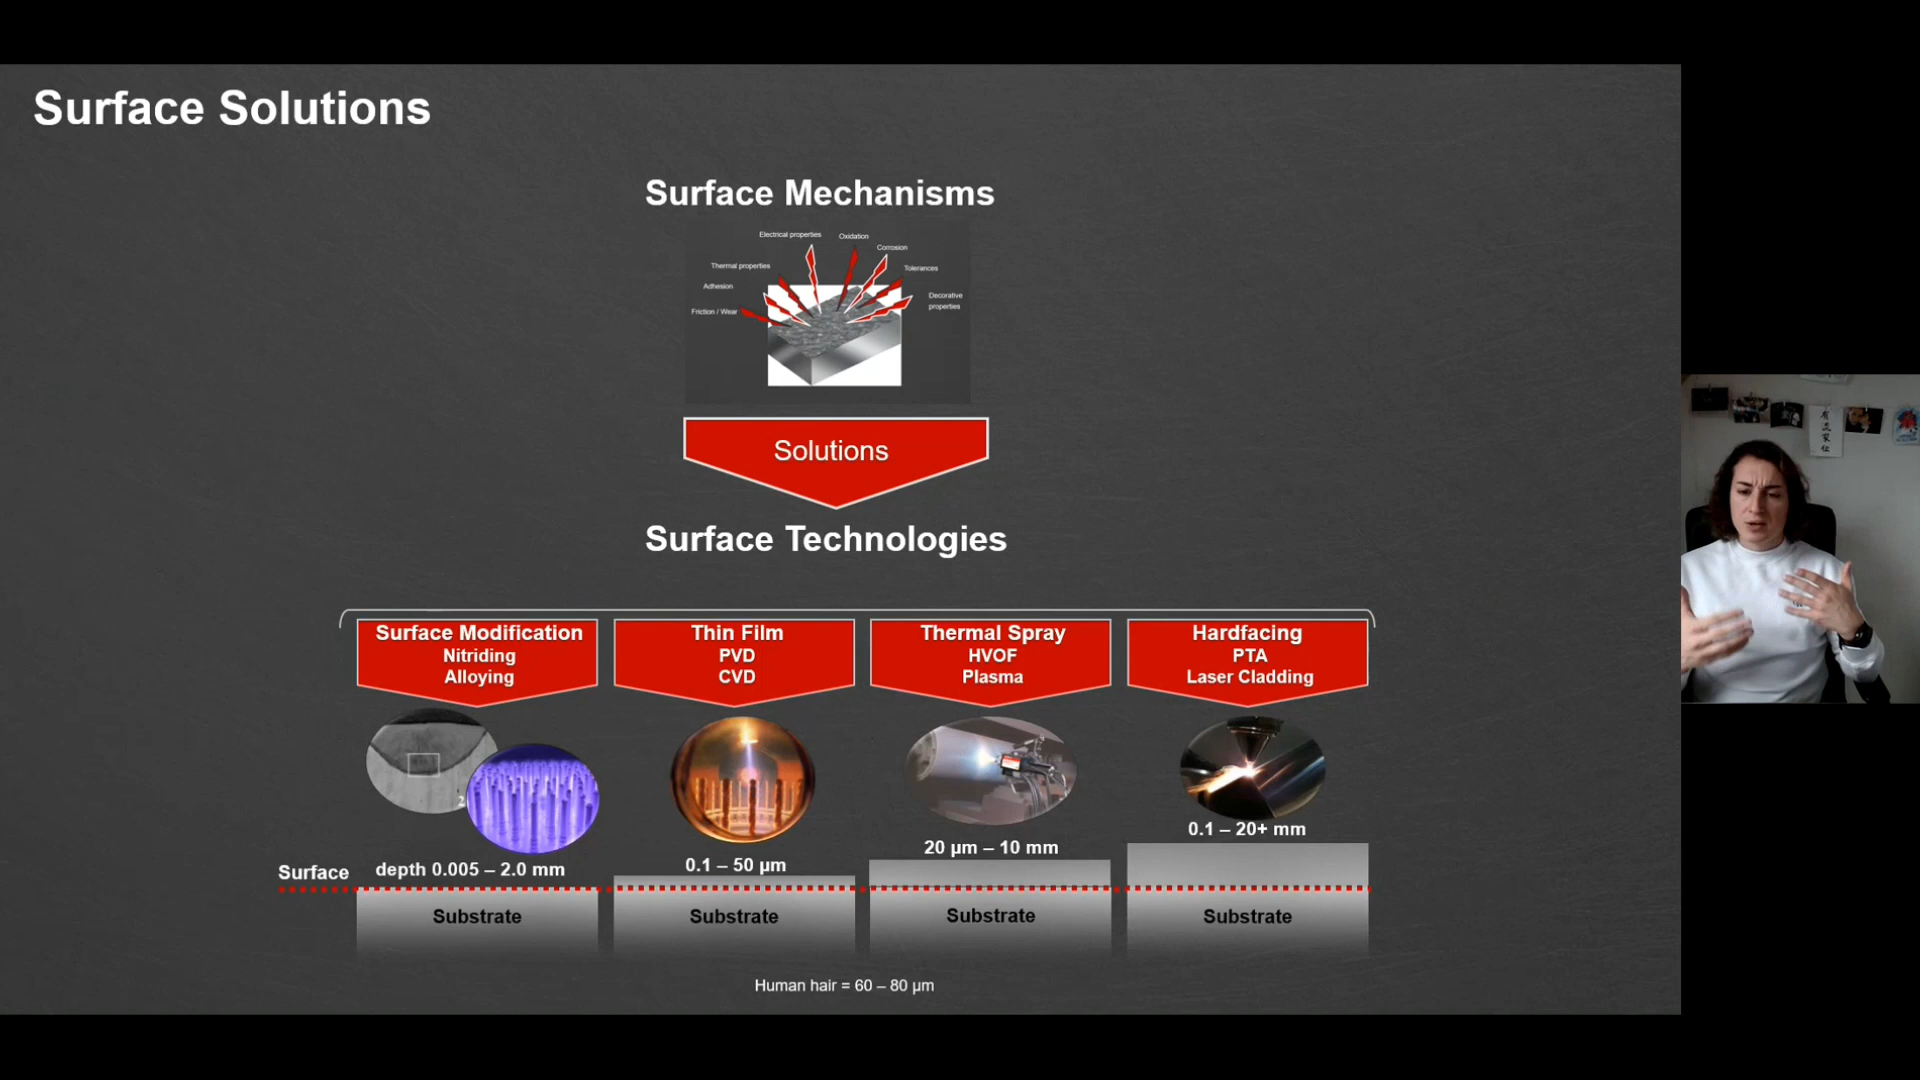 Surface Solutions
Surface Mechanisms
Electrical properties
Oxidation
Corrosion
Thermal properties
Tolerances
Adhesion
Decorative
properties
Friction / Wear
Solutions
Surface Technologies
Surface Modification
Nitriding
Alloying
Thin Film
PVD
CVD
Thermal Spray
HVOF
Plasma
Hardfacing
PTA
Laser Cladding
2
Surface
depth 0.005 – 2.0 mm
0.1 – 50 µm
20 µm – 10 mm
0.1 – 20+ mm
Substrate
Substrate
Substrate
Substrate
Human hair = 60 – 80 µm